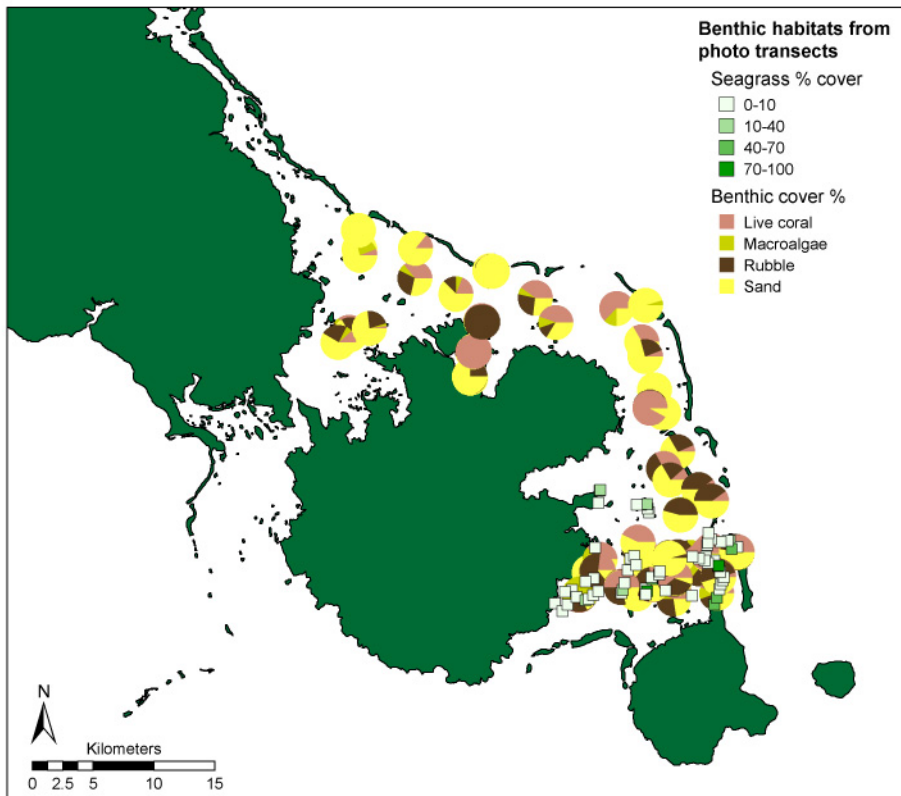 Benthic habitats from
photo transects
Seagrass % cover
0-10
10-40
40-70
70-100
Benthic cover %
Live coral
Macroalgae
Rubble
Sand
N
Kilometers
0 2.5 5 10 15